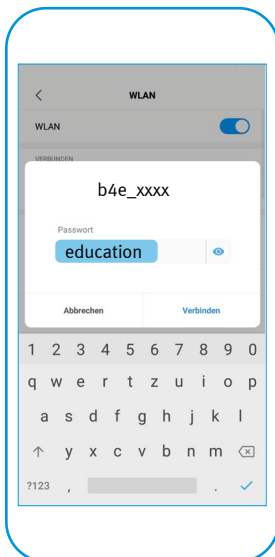 WLAN
WLAN
VERBUNDEN
b4e_xxxx
Passwort
education
Abbrechen Verbinden
1 2 3 4 5 6 7 8 9 0
q w e r t z u i o p
a s d f g h j k l
y x c v b n m
?123 , .